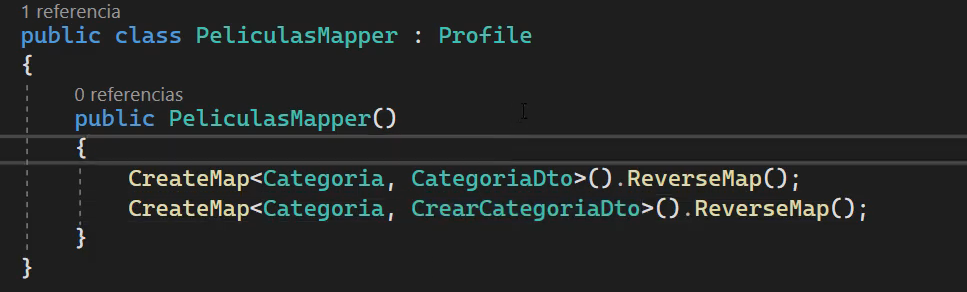 1 referencia
public class PeliculasMapper : Profile
{
0 referencias
public PeliculasMapper()
{
CreateMap<Categoria, CategoriaDto>().ReverseMap();
CreateMap<Categoria, CrearCategoriaDto>().ReverseMap();
}
}